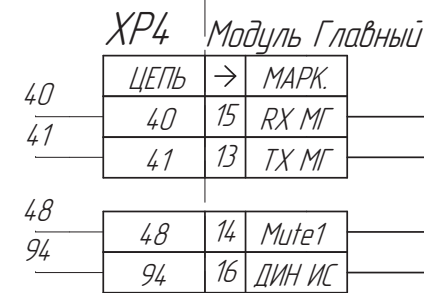 XP4 Модуль Главный
ЦЕПЬ → МАРК.
40 40 15 RX МГ
41 41 13 TX МГ
48 48 14 Mute1
94 94 16 ДИН ИС